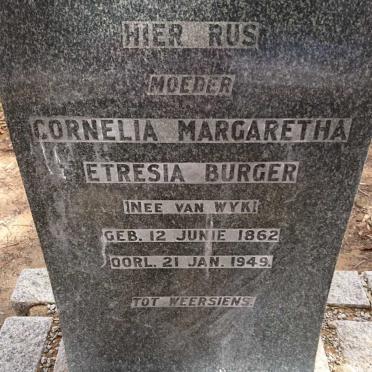 HIER RUS
MOEDER
CORNELIA MARGARETHA
ETRESIA BURGER
(NEE VAN WYK)
GEB. 12 JUNIE 1862
OORL. 21 JAN. 1949.
TOT WEERSIENS.